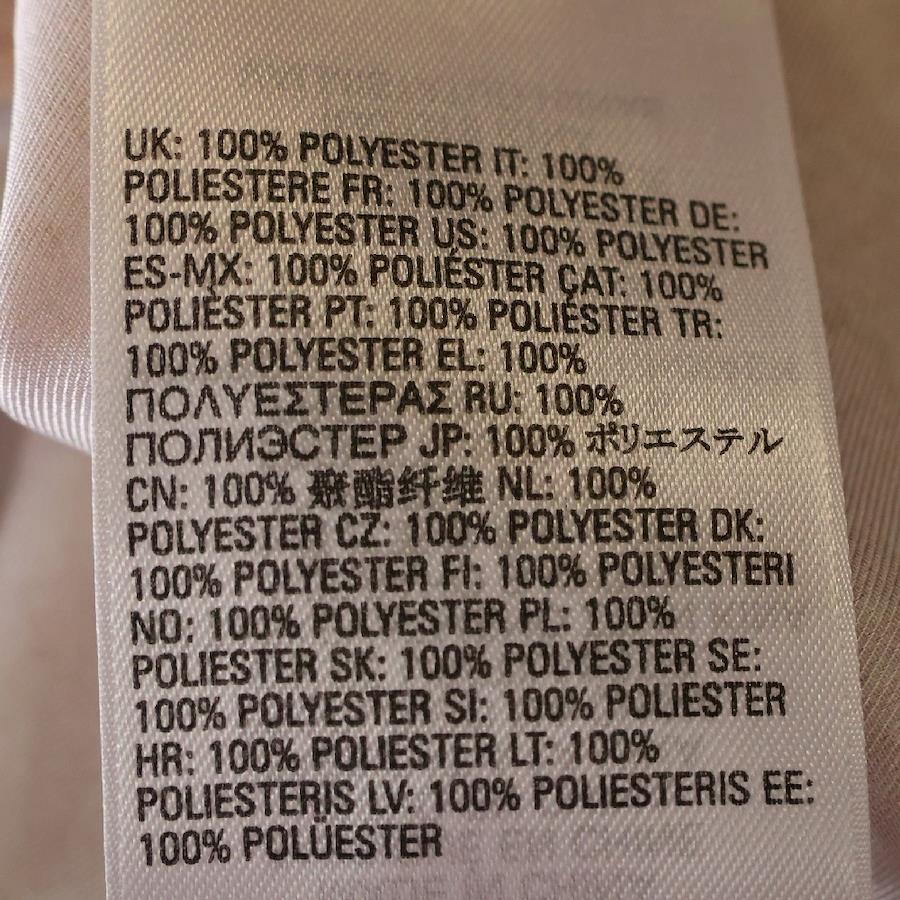 UK: 100% POLYESTER IT: 100%
POLIESTERE FR: 100% POLYESTER DE:
100% POLYESTER US: 100% POLYESTER
ES-MX: 100% POLIÉSTER CAT: 100%
POLIÈSTER PT: 100% POLIÉSTER TR:
100% POLYESTER EL: 100%
ΠΟΛΥΕΣΤΕΡΑΣ RU: 100%
ПОЛИЭСТЕР JP: 100% ポリエステル
CN: 100% 聚酯纤维 NL: 100%
POLYESTER CZ: 100% POLYESTER DK:
100% POLYESTER FI: 100% POLYESTERI
NO: 100% POLYESTER PL: 100%
POLIESTER SK: 100% POLYESTER SE:
100% POLYESTER SI: 100% POLIESTER
HR: 100% POLIESTER LT: 100%
POLIESTERIS LV: 100% POLIESTERIS EE:
100% POLÜESTER